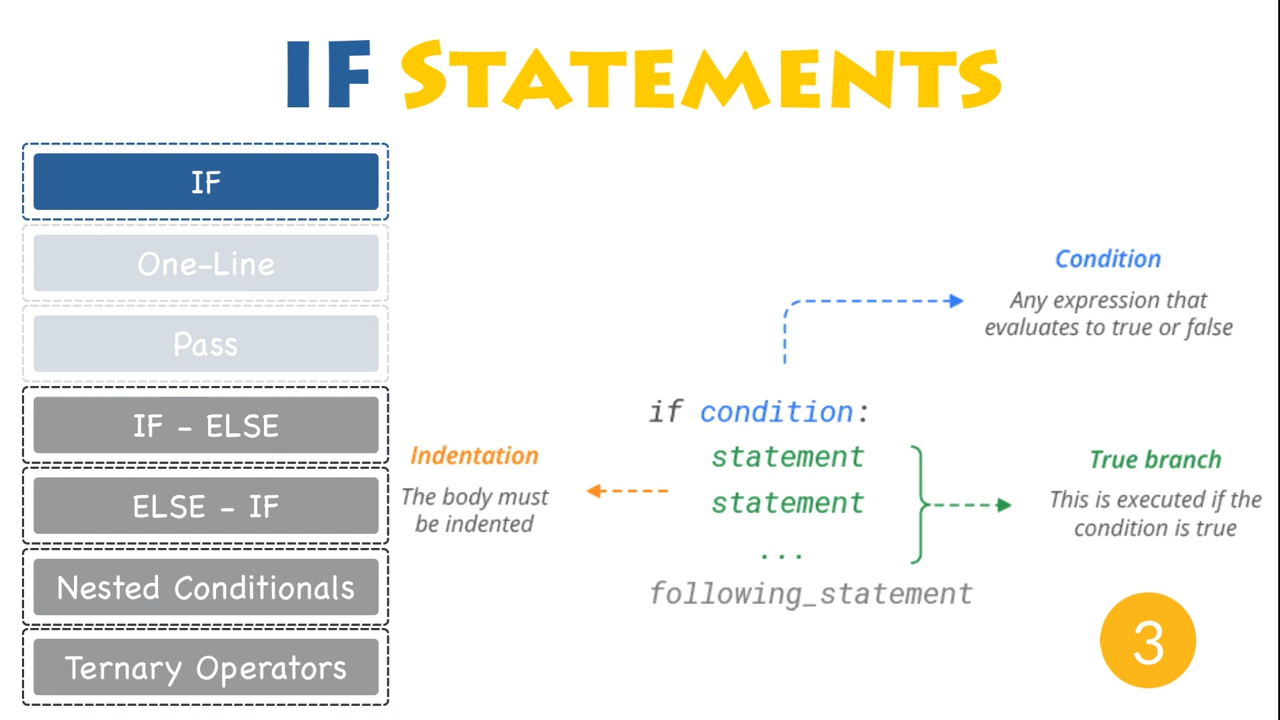 IF STATEMENTS
IF
One-Line
Pass
IF - ELSE
ELSE - IF
Nested Conditionals
Ternary Operators
Condition
Any expression that
evaluates to true or false
if condition:
statement
statement
...
following_statement
Indentation
The body must
be indented
True branch
This is executed if the
condition is true
3